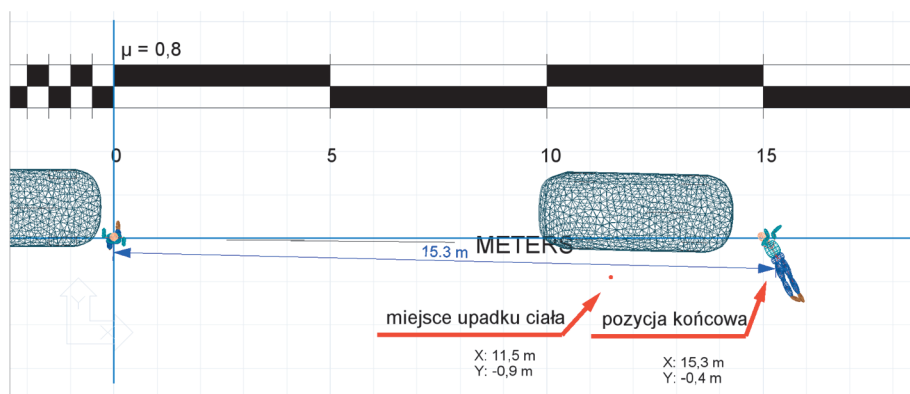 μ = 0,8
0 5 10 15
METERS
15.3 m
miejsce upadku ciała
pozycja końcowa
X: 11,5 m
Y: -0,9 m
X: 15,3 m
Y: -0,4 m